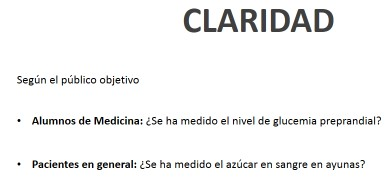 CLARIDAD
Según el público objetivo
• Alumnos de Medicina: ¿Se ha medido el nivel de glucemia preprandial?
• Pacientes en general: ¿Se ha medido el azúcar en sangre en ayunas?